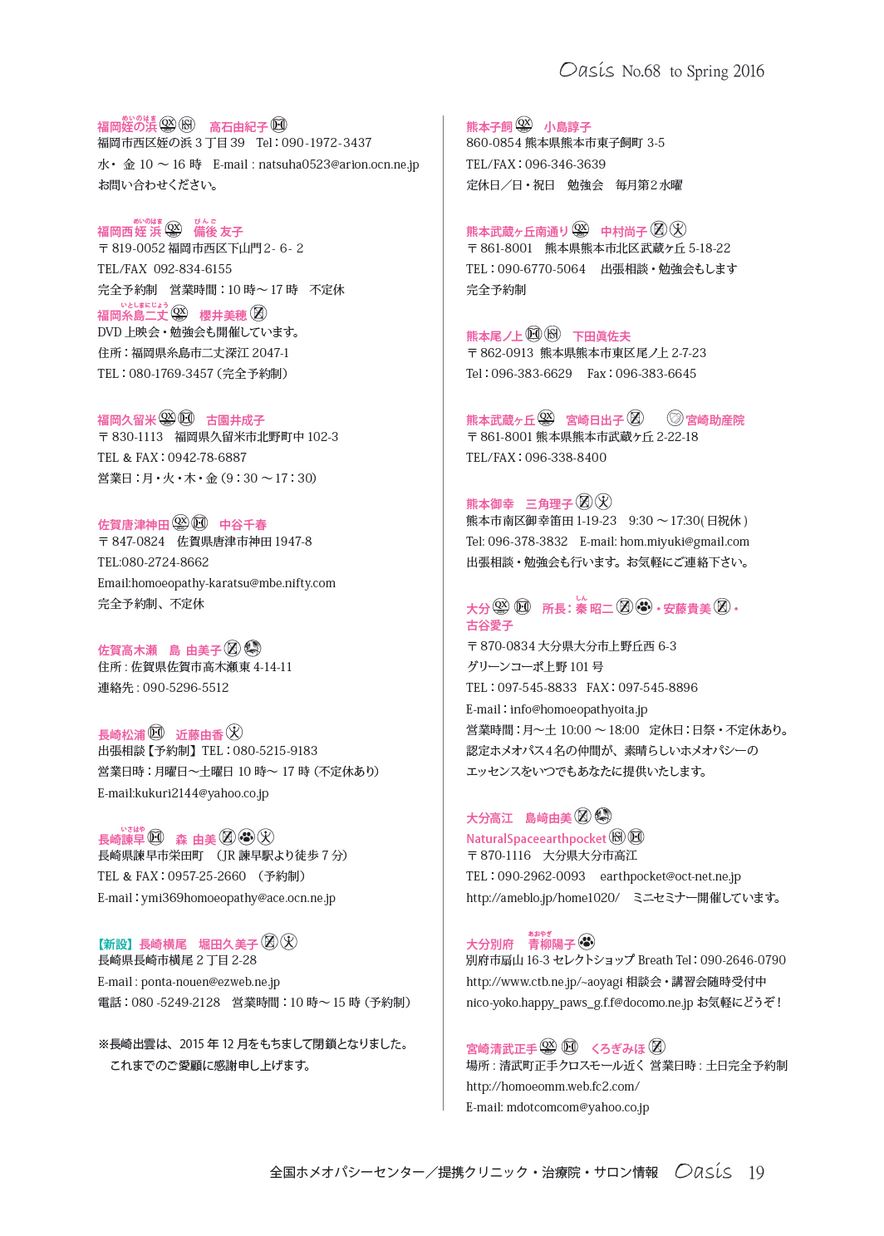 Oasis No.68 to Spring 2016
めいのはま
福岡姪の浜 QX 高石由紀子
福岡市西区姪の浜 3 丁目 39　Tel：090-1972-3437
水・ 金 10 ～ 16 時　E-mail : natsuha0523@arion.ocn.ne.jp
お問い合わせください。
めいのはま　びんご
福岡西 姪 浜 QX 備後 友子
〒 819-0052 福岡市西区下山門 2- 6- 2
TEL/FAX 092-834-6155
完全予約制　営業時間：10 時～ 17 時　不定休
いとしまにじょう
福岡糸島二丈 QX 櫻井美穂
DVD 上映会・勉強会も開催しています。
住所：福岡県糸島市二丈深江 2047-1
TEL：080-1769-3457（完全予約制）
福岡久留米 QX 古園井成子
〒 830-1113　福岡県久留米市北野町中 102-3
TEL & FAX：0942-78-6887
営業日：月・火・木・金（9：30 ～ 17：30）
佐賀唐津神田 QX 中谷千春
〒 847-0824　佐賀県唐津市神田 1947-8
TEL:080-2724-8662
Email:homoeopathy-karatsu@mbe.nifty.com
完全予約制、不定休
佐賀高木瀬　島 由美子
住所 : 佐賀県佐賀市高木瀬東 4-14-11
連絡先 : 090-5296-5512
長崎松浦　近藤由香
出張相談【予約制】TEL：080-5215-9183
営業日時：月曜日～土曜日 10 時～ 17 時（不定休あり）
E-mail:kukuri2144@yahoo.co.jp
いさはや
長崎諫早　森 由美
長崎県諫早市栄田町　（JR 諫早駅より徒歩 7 分）
TEL & FAX：0957-25-2660　（予約制）
E-mail：ymi369homoeopathy@ace.ocn.ne.jp
【新設】長崎横尾　堀田久美子
長崎県長崎市横尾 2 丁目 2-28
E-mail : ponta-nouen@ezweb.ne.jp
電話：080 -5249-2128　営業時間：10 時～ 15 時（予約制）
※長崎出雲は、2015 年 12 月をもちまして閉鎖となりました。
これまでのご愛顧に感謝申し上げます。
熊本子飼 QX 小島諄子
860-0854 熊本県熊本市東子飼町 3-5
TEL/FAX：096-346-3639
定休日／日・祝日　勉強会　毎月第２水曜
熊本武蔵ヶ丘南通り QX 中村尚子
〒 861-8001　熊本県熊本市北区武蔵ヶ丘 5-18-22
TEL：090-6770-5064　出張相談・勉強会もします
完全予約制
熊本尾ノ上　下田眞佐夫
〒 862-0913 熊本県熊本市東区尾ノ上 2-7-23
Tel：096-383-6629　Fax：096-383-6645
熊本武蔵ヶ丘 QX 宮崎日出子　宮崎助産院
〒 861-8001 熊本県熊本市武蔵ヶ丘 2-22-18
TEL/FAX：096-338-8400
熊本御幸　三角理子
熊本市南区御幸笛田 1-19-23　9:30 ～ 17:30( 日祝休 )
Tel: 096-378-3832　E-mail: hom.miyuki@gmail.com
出張相談・勉強会も行います。お気軽にご連絡下さい。
しん
大分 QX 所長：秦 昭二・安藤貴美・
古谷愛子
〒 870-0834 大分県大分市上野丘西 6-3
グリーンコーポ上野 101 号
TEL：097-545-8833　FAX：097-545-8896
E-mail：info@homoeopathyoita.jp
営業時間：月～土 10:00 ～ 18:00　定休日：日祭・不定休あり。
認定ホメオパス４名の仲間が、素晴らしいホメオパシーの
エッセンスをいつでもあなたに提供いたします。
大分高江　島﨑由美
NaturalSpaceearthpocket
〒 870-1116　大分県大分市高江
TEL：090-2962-0093　earthpocket@oct-net.ne.jp
http://ameblo.jp/home1020/　ミニセミナー開催しています。
あおやぎ
大分別府　青柳陽子
別府市扇山 16-3 セレクトショップ Breath Tel：090-2646-0790
http://www.ctb.ne.jp/~aoyagi 相談会・講習会随時受付中
nico-yoko.happy_paws_g.f.f@docomo.ne.jp お気軽にどうぞ！
宮崎清武正手 QX くろぎみほ
場所 : 清武町正手クロスモール近く 営業日時 : 土日完全予約制
http://homoeomm.web.fc2.com/
E-mail: mdotcomcom@yahoo.co.jp
全国ホメオパシーセンター／提携クリニック・治療院・サロン情報　Oasis　19